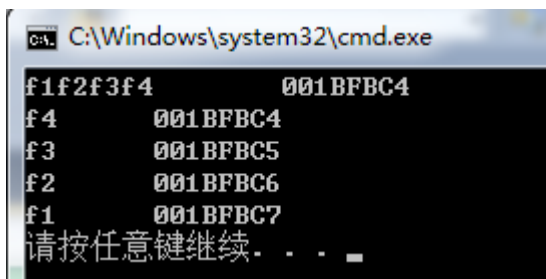 C:\Windows\system32\cmd.exe
f1f2f3f4 001BFBC4
f4 001BFBC4
f3 001BFBC5
f2 001BFBC6
f1 001BFBC7
请按任意键继续. . .